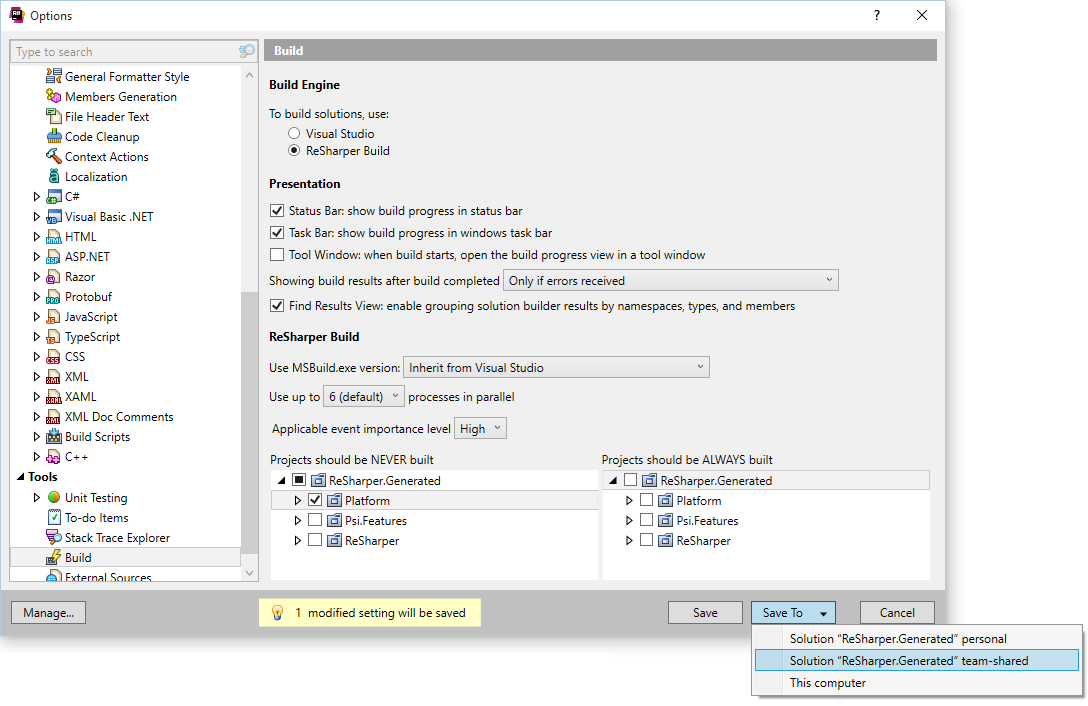 Options
?
Type to search
General Formatter Style
Members Generation
File Header Text
Code Cleanup
Context Actions
Localization
C#
Visual Basic .NET
HTML
ASP.NET
Razor
Protobuf
JavaScript
TypeScript
CSS
XML
XAML
XML Doc Comments
Build Scripts
C++
Tools
Unit Testing
To-do Items
Stack Trace Explorer
Build
External Sources
Build
Build Engine
To build solutions, use:
Visual Studio
ReSharper Build
Presentation
Status Bar: show build progress in status bar
Task Bar: show build progress in windows task bar
Tool Window: when build starts, open the build progress view in a tool window
Showing build results after build completed Only if errors received
Find Results View: enable grouping solution builder results by namespaces, types, and members
ReSharper Build
Use MSBuild.exe version: Inherit from Visual Studio
Use up to 6 (default) processes in parallel
Applicable event importance level High
Projects should be NEVER built
ReSharper.Generated
Platform
Psi.Features
ReSharper
Projects should be ALWAYS built
ReSharper.Generated
Platform
Psi.Features
ReSharper
Manage...
1 modified setting will be saved
Save
Save To
Cancel
Solution “ReSharper.Generated” personal
Solution “ReSharper.Generated” team-shared
This computer